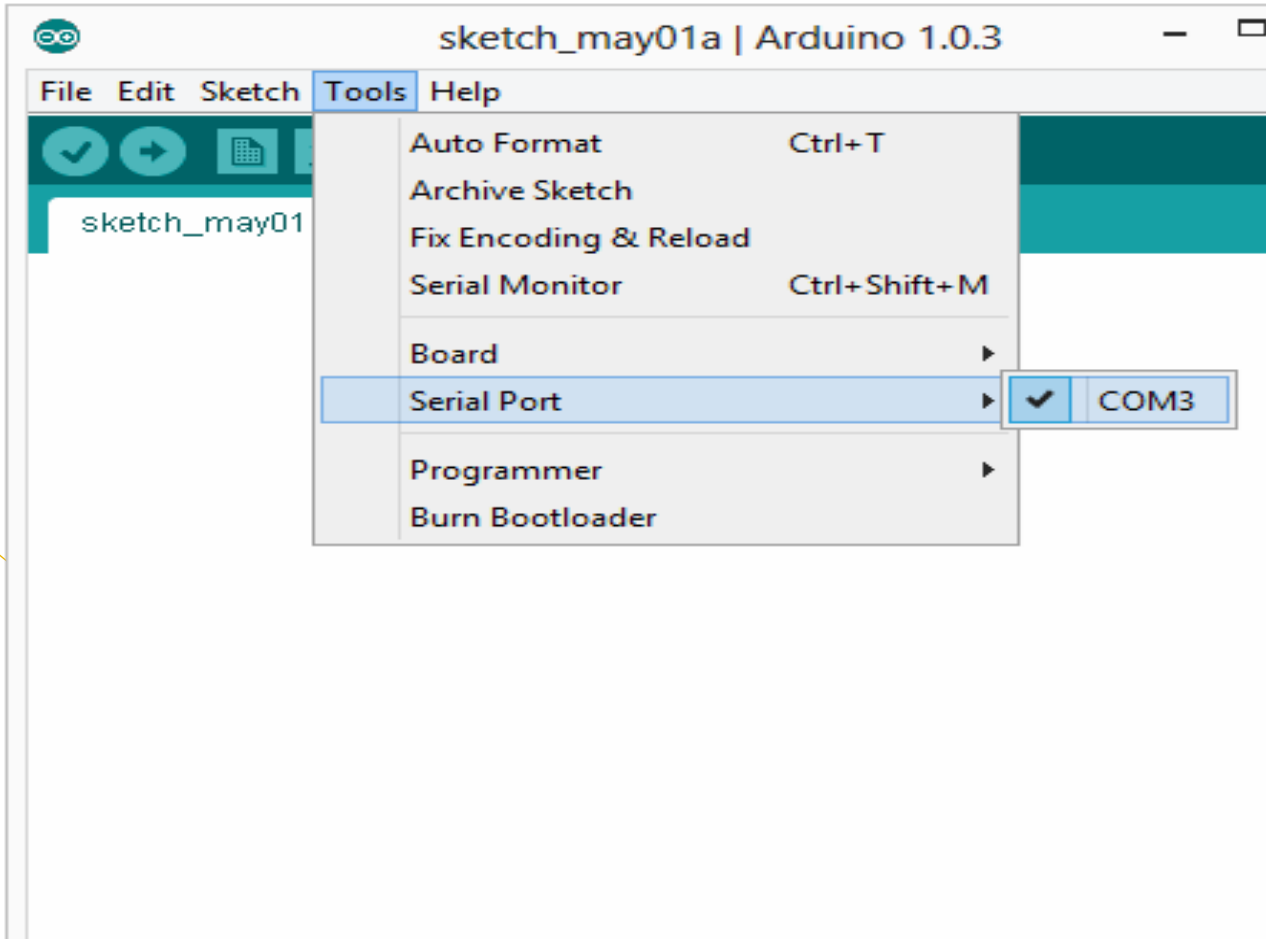 sketch_may01a | Arduino 1.0.3
File Edit Sketch Tools Help
sketch_may01
Auto Format Ctrl+T
Archive Sketch
Fix Encoding & Reload
Serial Monitor Ctrl+Shift+M
Board
Serial Port
COM3
Programmer
Burn Bootloader